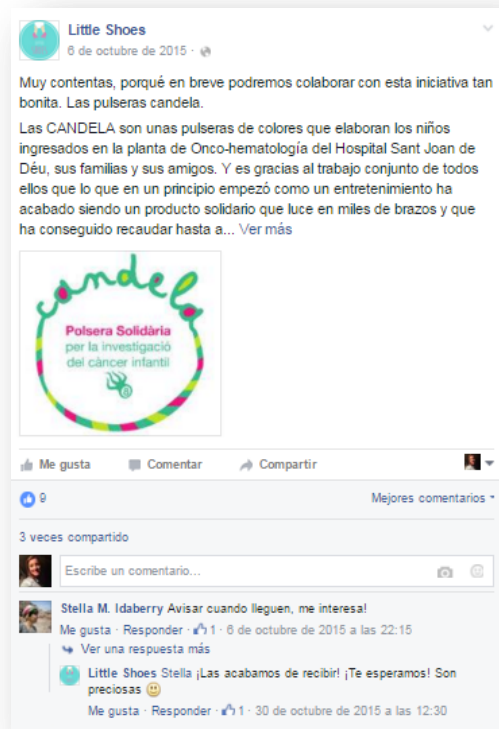 Little Shoes
6 de octubre de 2015 ·
Muy contentas, porqué en breve podremos colaborar con esta iniciativa tan
bonita. Las pulseras candela.
Las CANDELA son unas pulseras de colores que elaboran los niños
ingresados en la planta de Onco-hematología del Hospital Sant Joan de
Déu, sus familias y sus amigos. Y es gracias al trabajo conjunto de todos
ellos que lo que en un principio empezó como un entretenimiento ha
acabado siendo un producto solidario que luce en miles de brazos y que
ha conseguido recaudar hasta a... Ver más
candela
Polsera Solidària
per la investigació
del càncer infantil
Me gusta Comentar Compartir
9 Mejores comentarios
3 veces compartido
Escribe un comentario...
Stella M. Idaberry Avisar cuando lleguen, me interesa!
Me gusta · Responder · 1 · 6 de octubre de 2015 a las 22:15
Ver una respuesta más
Little Shoes Stella ¡Las acabamos de recibir! ¡Te esperamos! Son
preciosas
Me gusta · Responder · 1 · 30 de octubre de 2015 a las 12:30